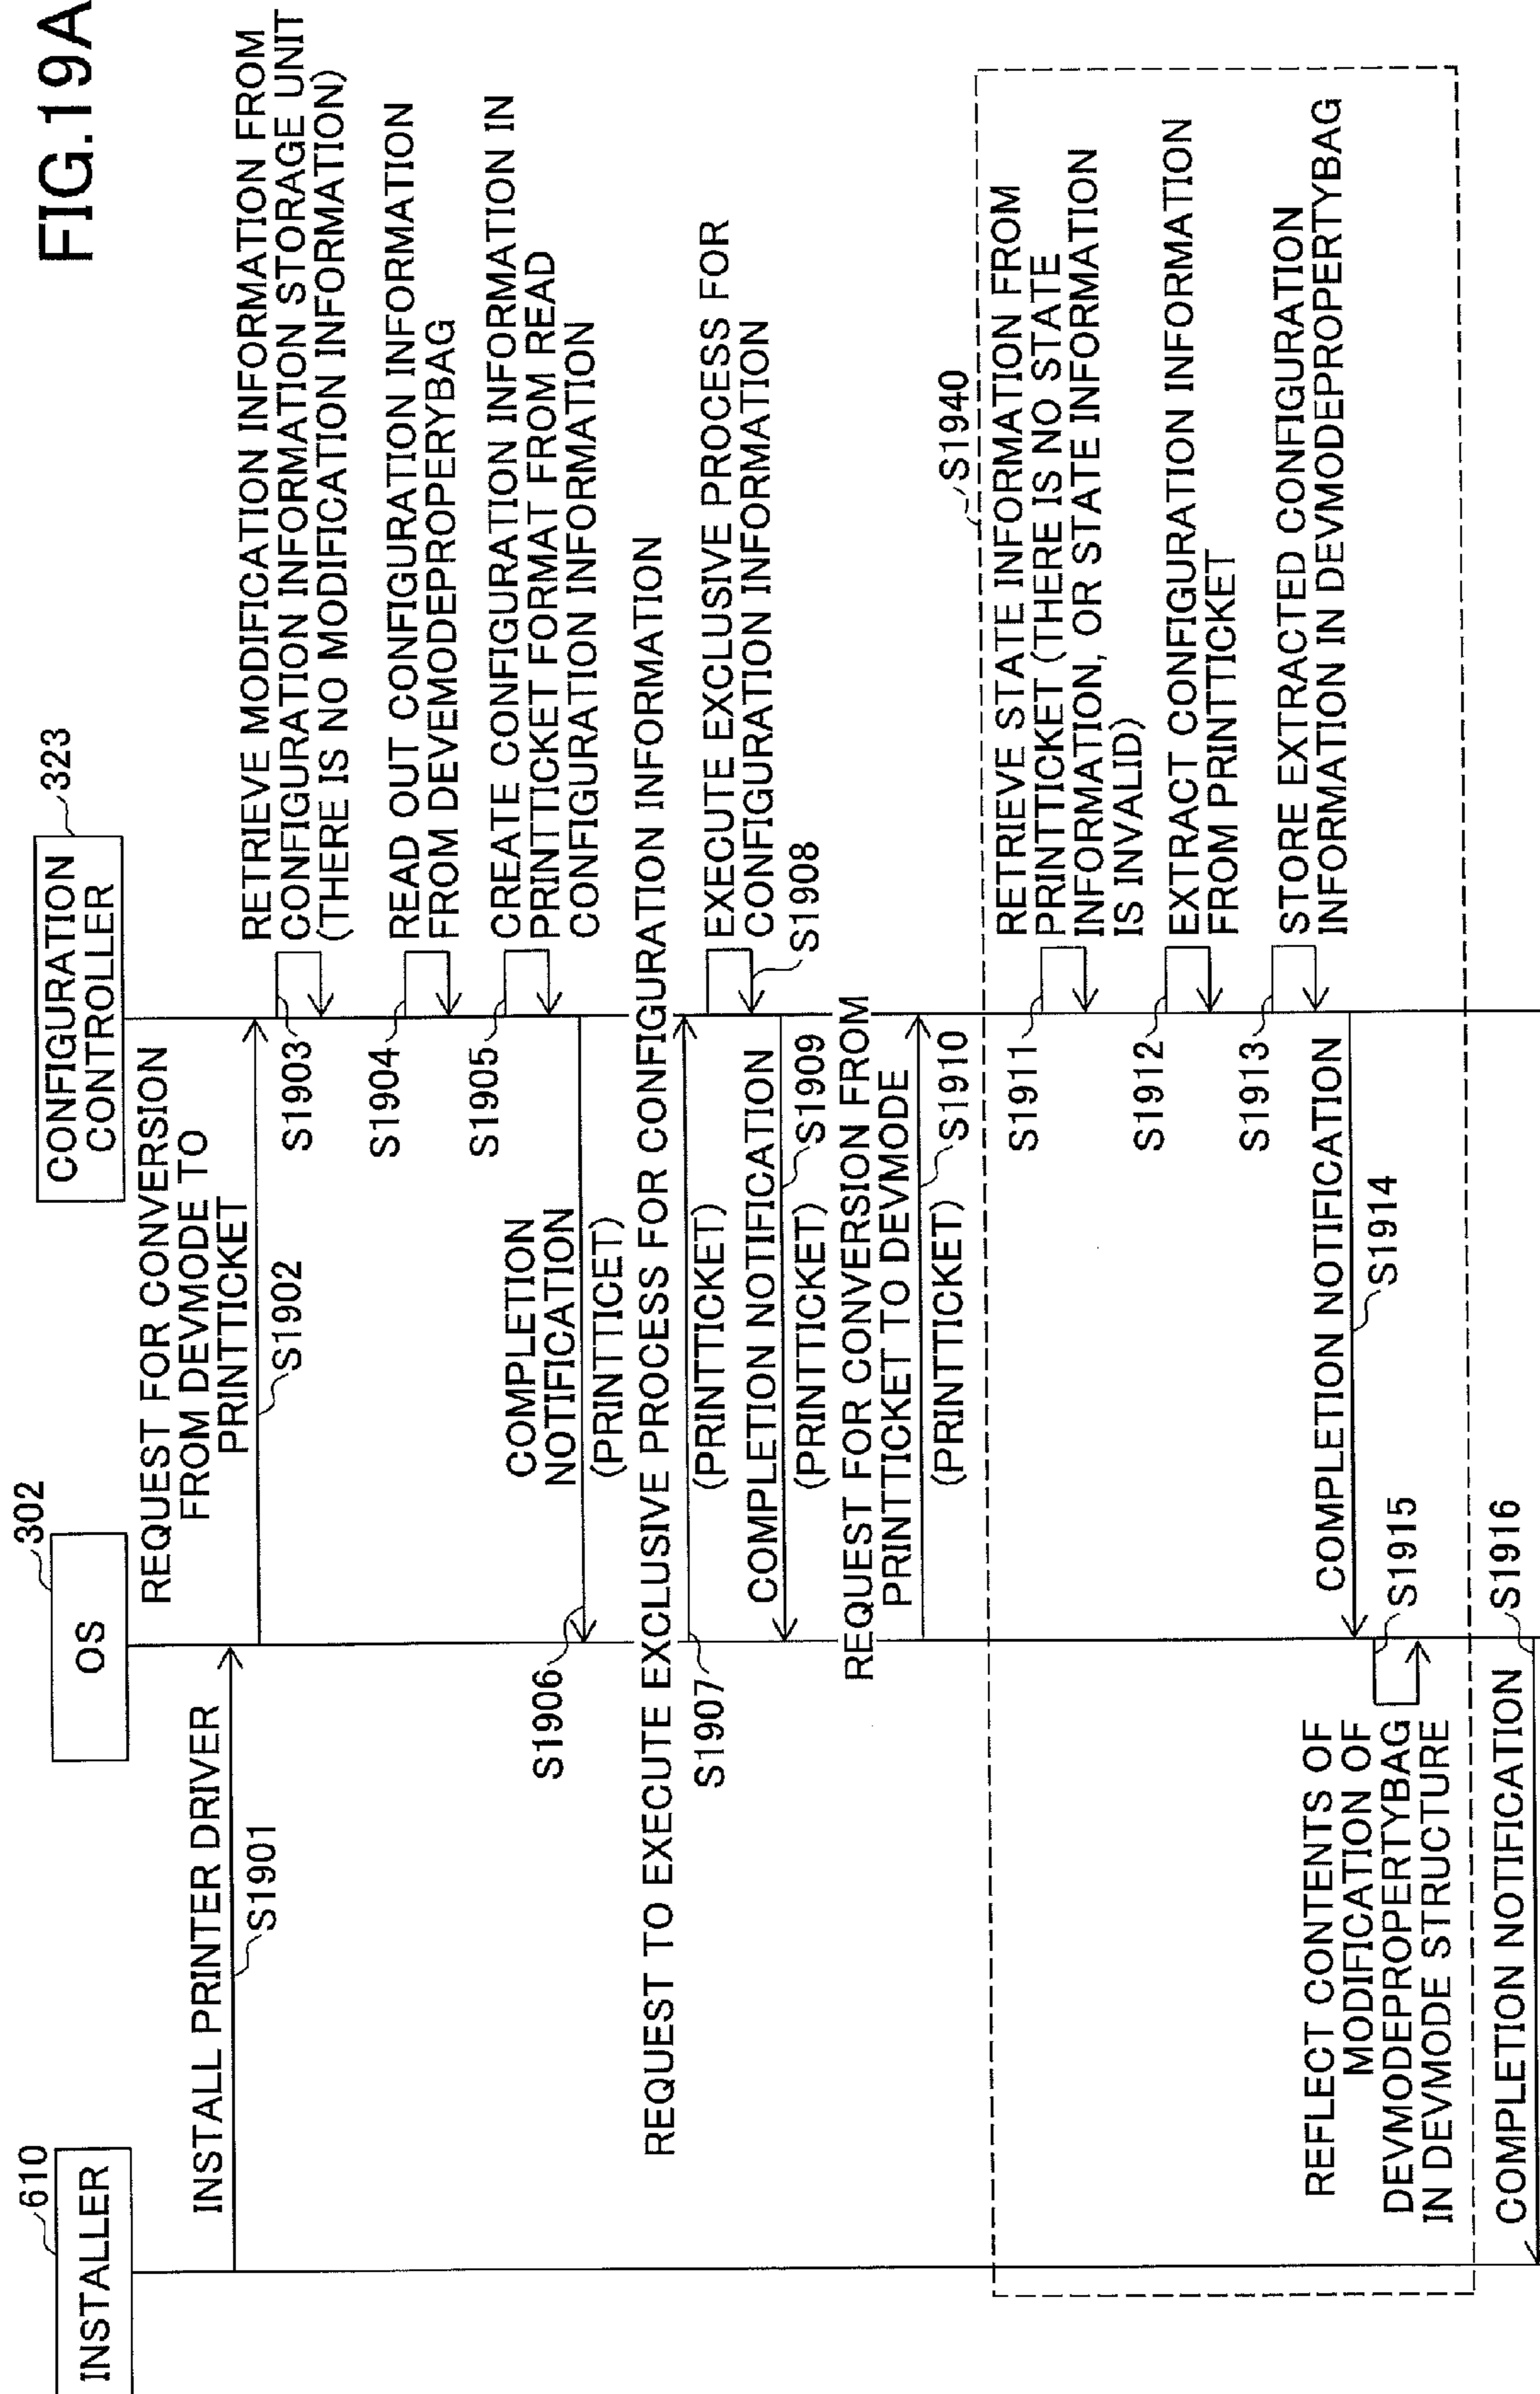 FIG.19A
610
INSTALLER
302
OS
323
CONFIGURATION
CONTROLLER
INSTALL PRINTER DRIVER
S1901
REQUEST FOR CONVERSION
FROM DEVMODE TO
PRINTTICKET
S1902
RETRIEVE MODIFICATION INFORMATION FROM
CONFIGURATION INFORMATION STORAGE UNIT
(THERE IS NO MODIFICATION INFORMATION)
S1903
READ OUT CONFIGURATION INFORMATION
FROM DEVEMODEPROPERYBAG
S1904
CREATE CONFIGURATION INFORMATION IN
PRINTTICKET FORMAT FROM READ
CONFIGURATION INFORMATION
S1905
COMPLETION
NOTIFICATION
(PRINTTICET)
S1906
REQUEST TO EXECUTE EXCLUSIVE PROCESS FOR CONFIGURATION INFORMATION
(PRINTTICKET)
S1907
EXECUTE EXCLUSIVE PROCESS FOR
CONFIGURATION INFORMATION
S1908
COMPLETION NOTIFICATION
S1909
(PRINTTICKET)
REQUEST FOR CONVERSION FROM
PRINTTICKET TO DEVMODE
S1910
(PRINTTICKET)
S1940
RETRIEVE STATE INFORMATION FROM
PRINTTICKET (THERE IS NO STATE
INFORMATION, OR STATE INFORMATION
IS INVALID)
S1911
EXTRACT CONFIGURATION INFORMATION
FROM PRINTTICKET
S1912
STORE EXTRACTED CONFIGURATION
INFORMATION IN DEVMODEPROPERTYBAG
S1913
COMPLETION NOTIFICATION
S1914
REFLECT CONTENTS OF
MODIFICATION OF
DEVMODEPROPERTYBAG
IN DEVMODE STRUCTURE
S1915
COMPLETION NOTIFICATION
S1916